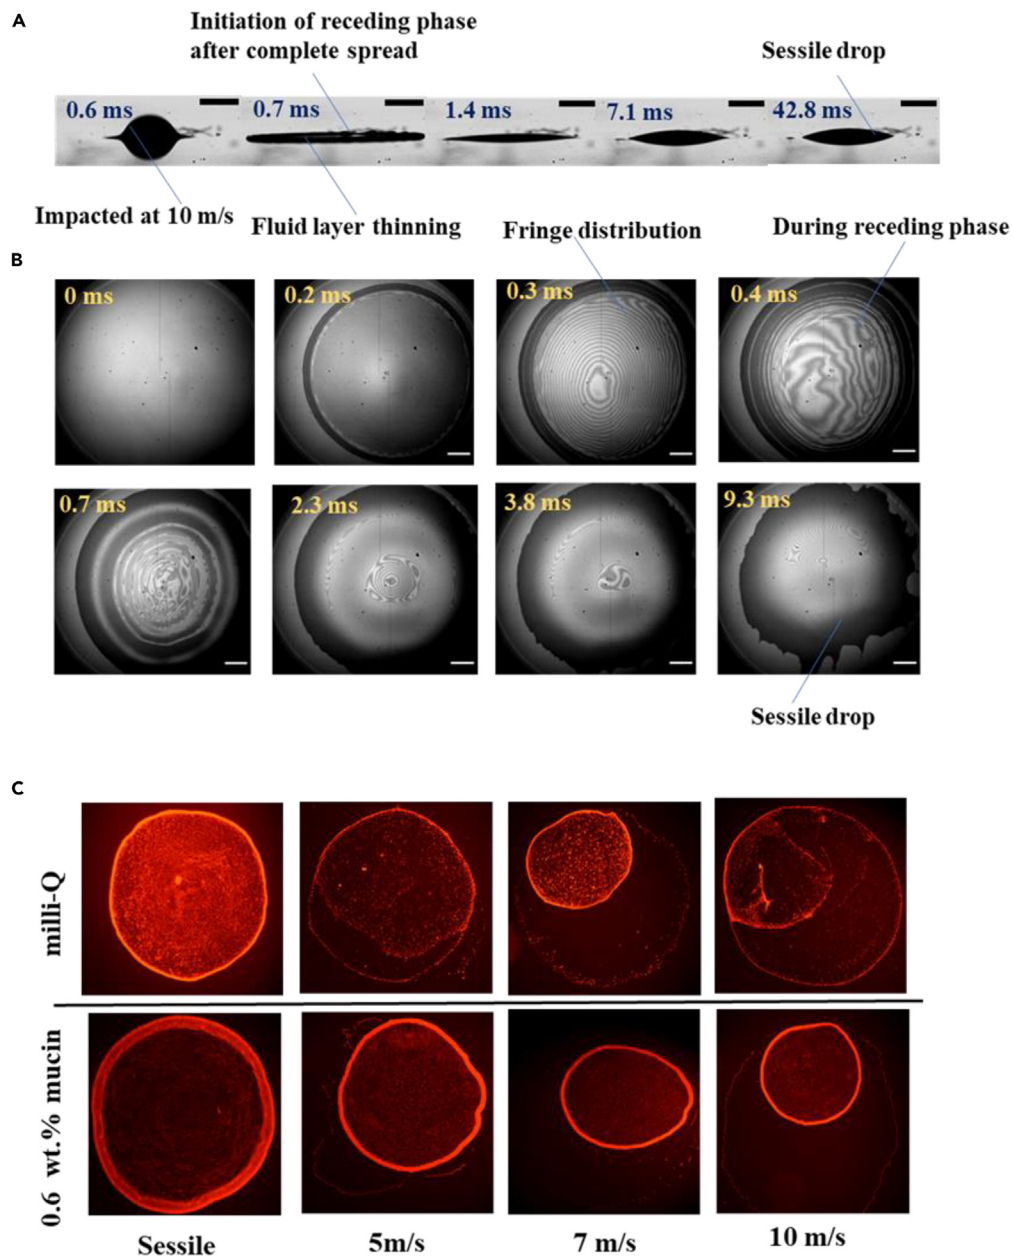 A
Initiation of receding phase
after complete spread
Sessile drop
0.6 ms
0.7 ms
1.4 ms
7.1 ms
42.8 ms
Impacted at 10 m/s
Fluid layer thinning
Fringe distribution
During receding phase
B
0 ms
0.2 ms
0.3 ms
0.4 ms
0.7 ms
2.3 ms
3.8 ms
9.3 ms
Sessile drop
C
milli-Q
0.6 wt.% mucin
Sessile
5m/s
7 m/s
10 m/s